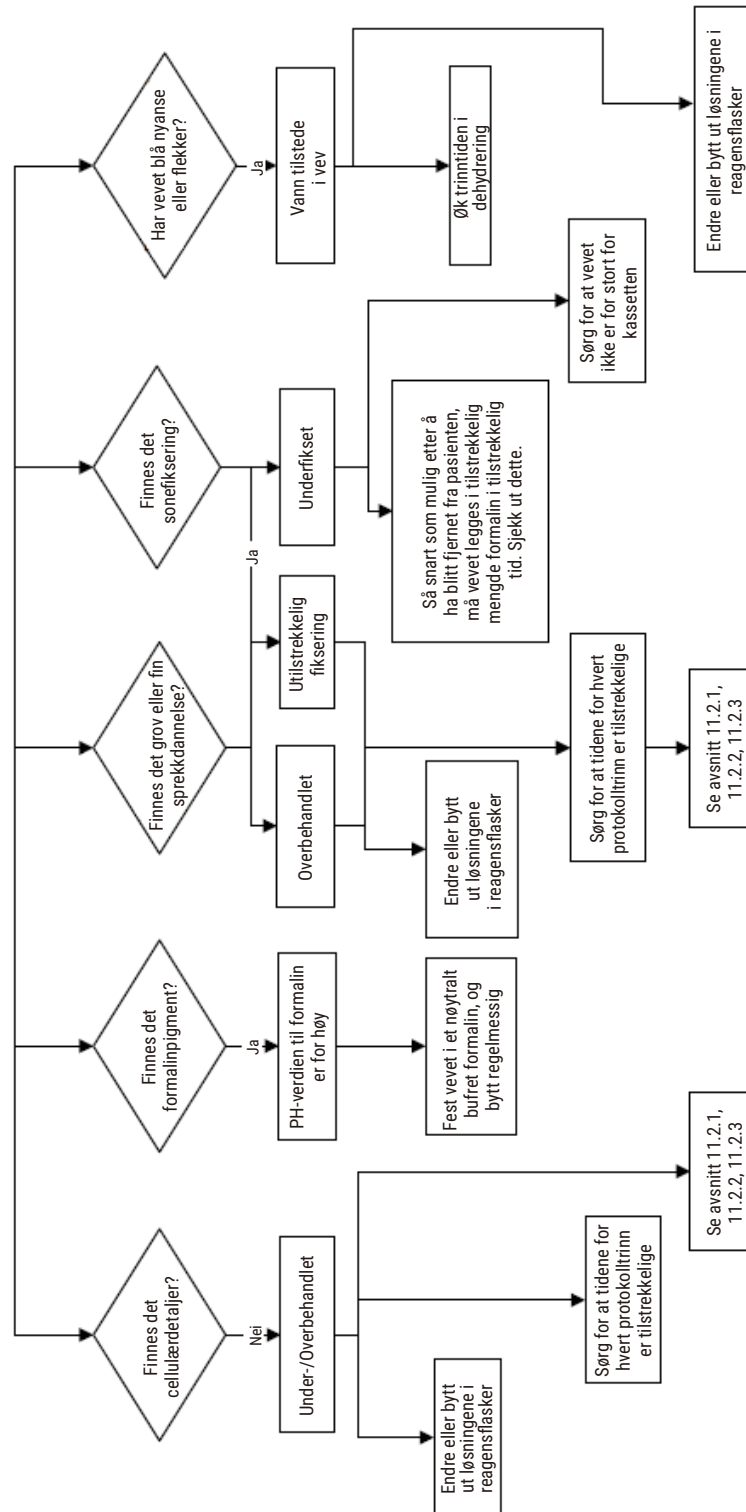 Finnes det
cellulærdetaljer?
Nei
Under-/Overbehandlet
Endre eller bytt
ut løsningene i
reagensflasker
Sørg for at tidene for
hvert protokolltrinn
er tilstrekkelige
Se avsnitt 11.2.1,
11.2.2, 11.2.3
Finnes det
formalinpigment?
Ja
PH-verdien til formalin
er for høy
Fest vevet i et nøytralt
bufret formalin, og
bytt regelmessig
Finnes det grov eller fin
sprekkdannelse?
Ja
Overbehandlet
Utilstrekkelig
fiksering
Endre eller bytt
ut løsningene
i reagensflasker
Sørg for at tidene for hvert
protokolltrinn er tilstrekkelige
Se avsnitt 11.2.1,
11.2.2, 11.2.3
Finnes det
sonefiksering?
Underfikset
Så snart som mulig etter å
ha blitt fjernet fra pasienten,
må vevet legges i tilstrekkelig
mengde formalin i tilstrekkelig
tid. Sjekk ut dette.
Sørg for at vevet
ikke er for stort for
kassetten
Har vevet blå nyanse
eller flekker?
Ja
Vann tilstede
i vev
Øk trinntiden i
dehydrering
Endre eller bytt ut løsningene i
reagensflasker